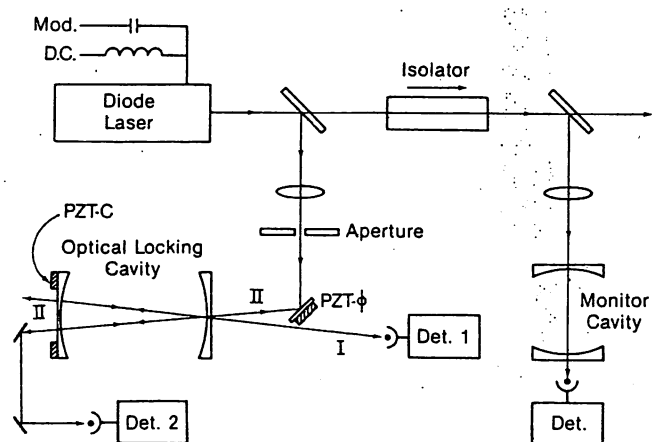 Mod.
D.C.
Diode
Laser
Isolator
PZT-C
Optical Locking
Cavity
Aperture
II
PZT-ϕ
II
I
Det. 1
Monitor
Cavity
Det. 2
Det.